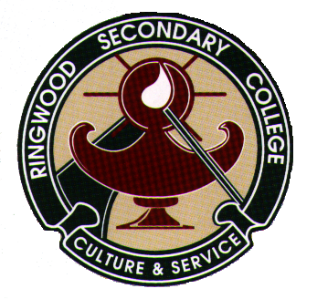 RINGWOOD SECONDARY COLLEGE
CULTURE & SERVICE